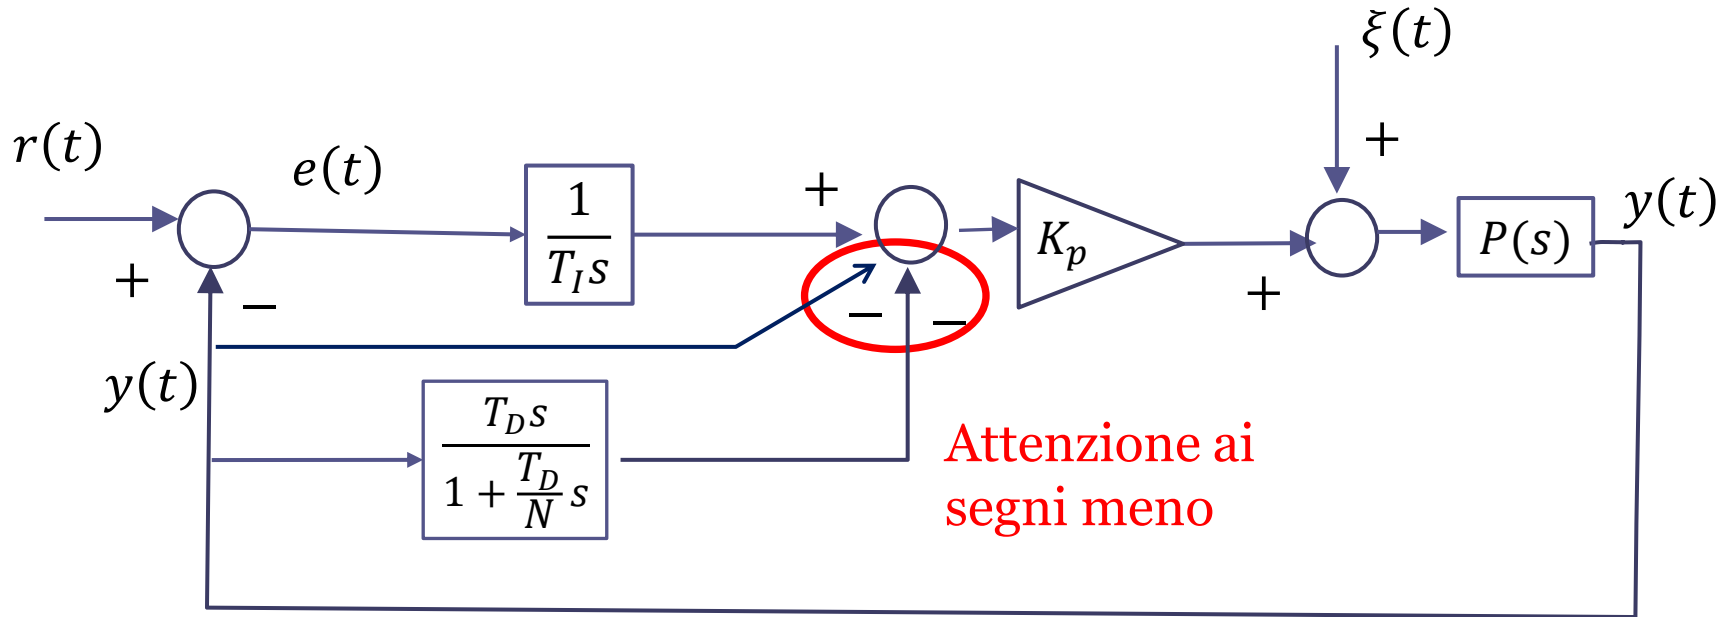 ξ(t)
r(t)
+
e(t)
1
T_I s
+
K_p
+
P(s)
y(t)
+
−
−
−
+
y(t)
T_D s
1 + T_D/N s
Attenzione ai
segni meno